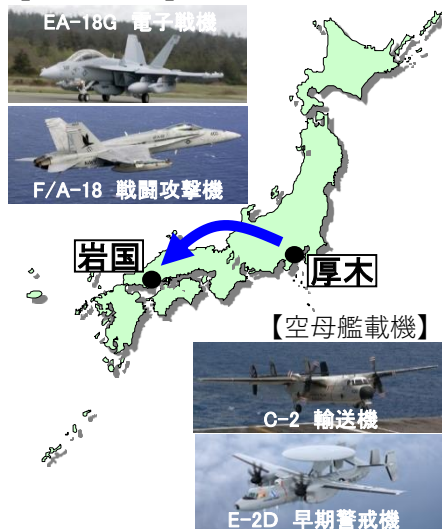 EA-18G 電子戦機
F/A-18 戦闘攻撃機
岩国
厚木
【空母艦載機】
C-2 輸送機
E-2D 早期警戒機